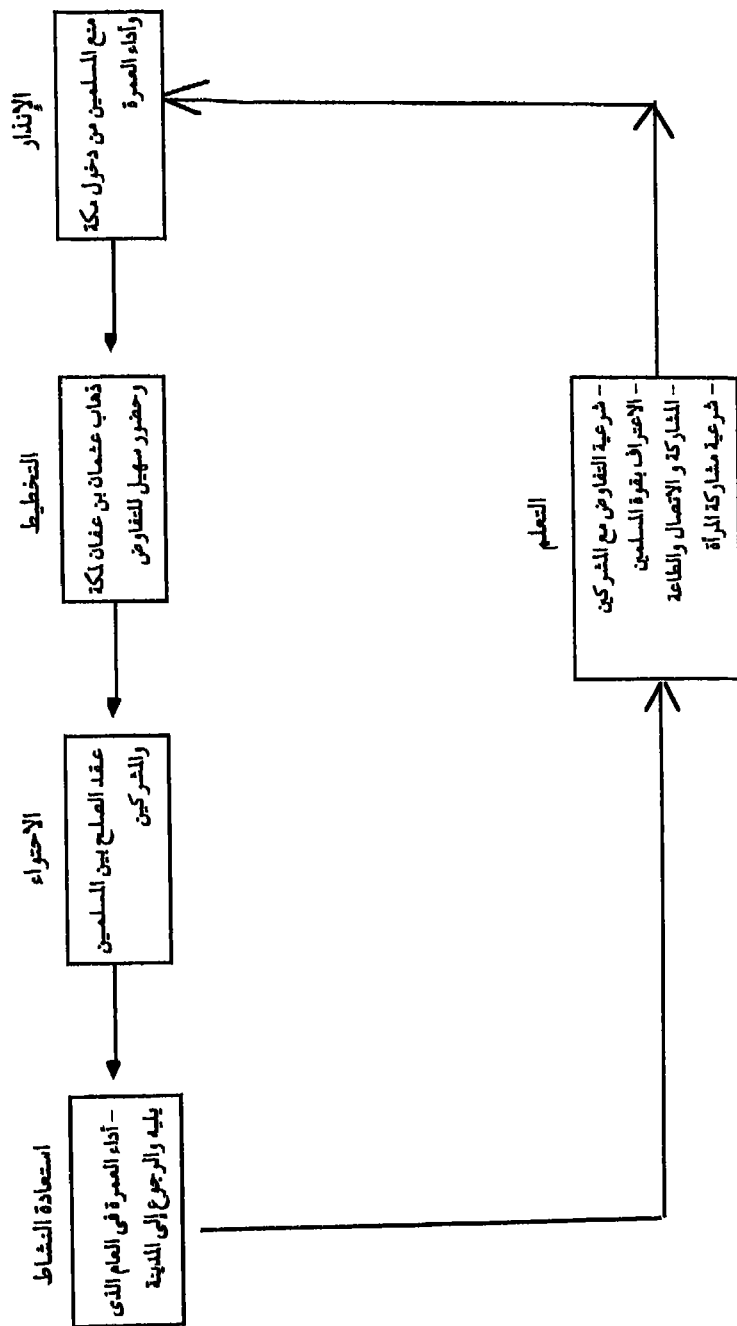 الإنذار
منع المسلمين من دخول مكة
وأداء العمرة
التخطيط
ذهاب عثمان بن عفان لمكة
وحضور سهيل للتفاوض
الاحتواء
عقد الصلح بين المسلمين
والمشركين
استعادة النشاط
- أداء العمرة فى العام الذى
يليه والرجوع إلى المدينة
التعلم
- شرعية التفاوض مع المشركين
- الاعتراف بقوة المسلمين
- المشاركة والاتصال والطاعة
- شرعية مشاركة المرأة